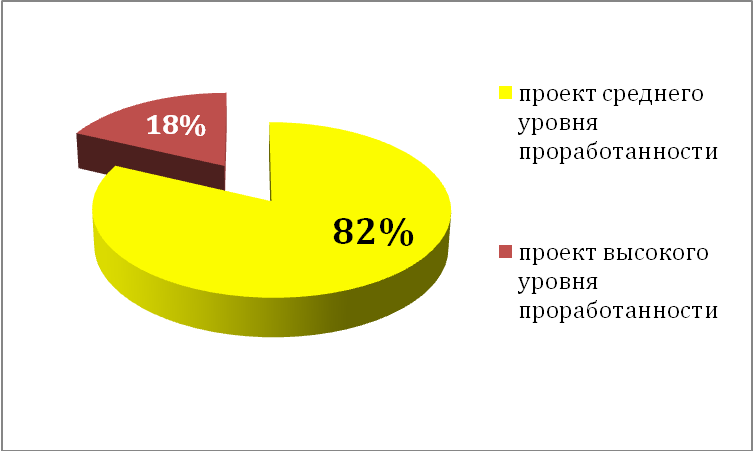 18%
82%
проект среднего
уровня
проработанности
проект высокого
уровня
проработанности